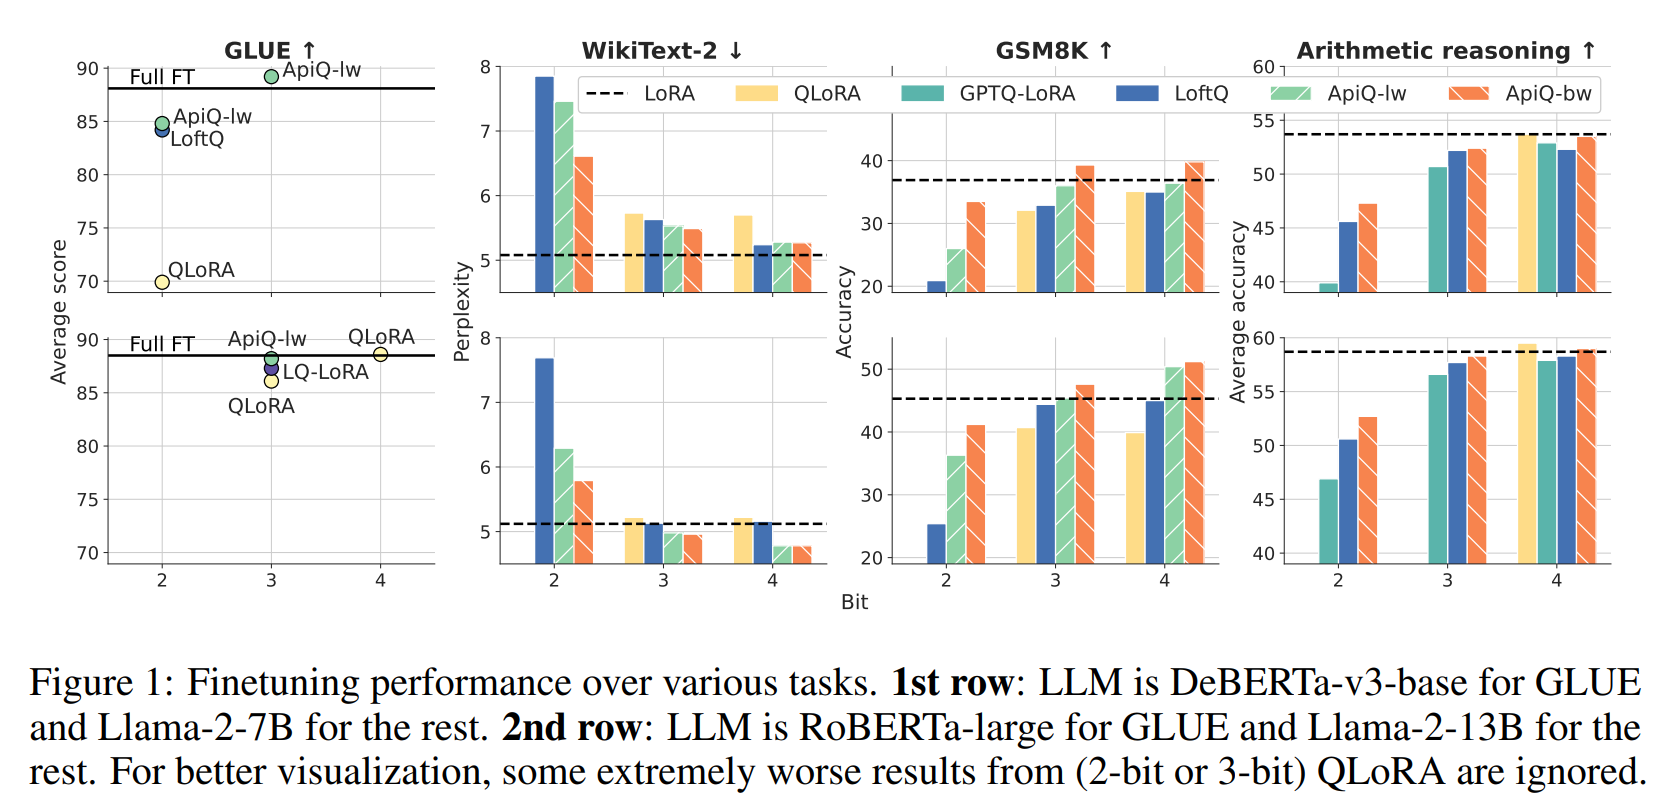 GLUE ↑
WikiText-2 ↓
GSM8K ↑
Arithmetic reasoning ↑
LoRA
QLoRA
GPTQ-LoRA
LoftQ
ApiQ-lw
ApiQ-bw
Average score
90
85
80
75
70
Full FT
ApiQ-lw
ApiQ-lw
LoftQ
QLoRA
Perplexity
8
7
6
5
Accuracy
40
30
20
Average accuracy
60
55
50
45
40
90
85
80
75
70
Full FT
ApiQ-lw
QLoRA
LQ-LoRA
QLoRA
2
3
4
8
7
6
5
2
3
4
50
40
30
20
2
3
4
60
55
50
45
40
2
3
4
Bit
Figure 1: Finetuning performance over various tasks. 1st row: LLM is DeBERTa-v3-base for GLUE
and Llama-2-7B for the rest. 2nd row: LLM is RoBERTa-large for GLUE and Llama-2-13B for the
rest. For better visualization, some extremely worse results from (2-bit or 3-bit) QLoRA are ignored.